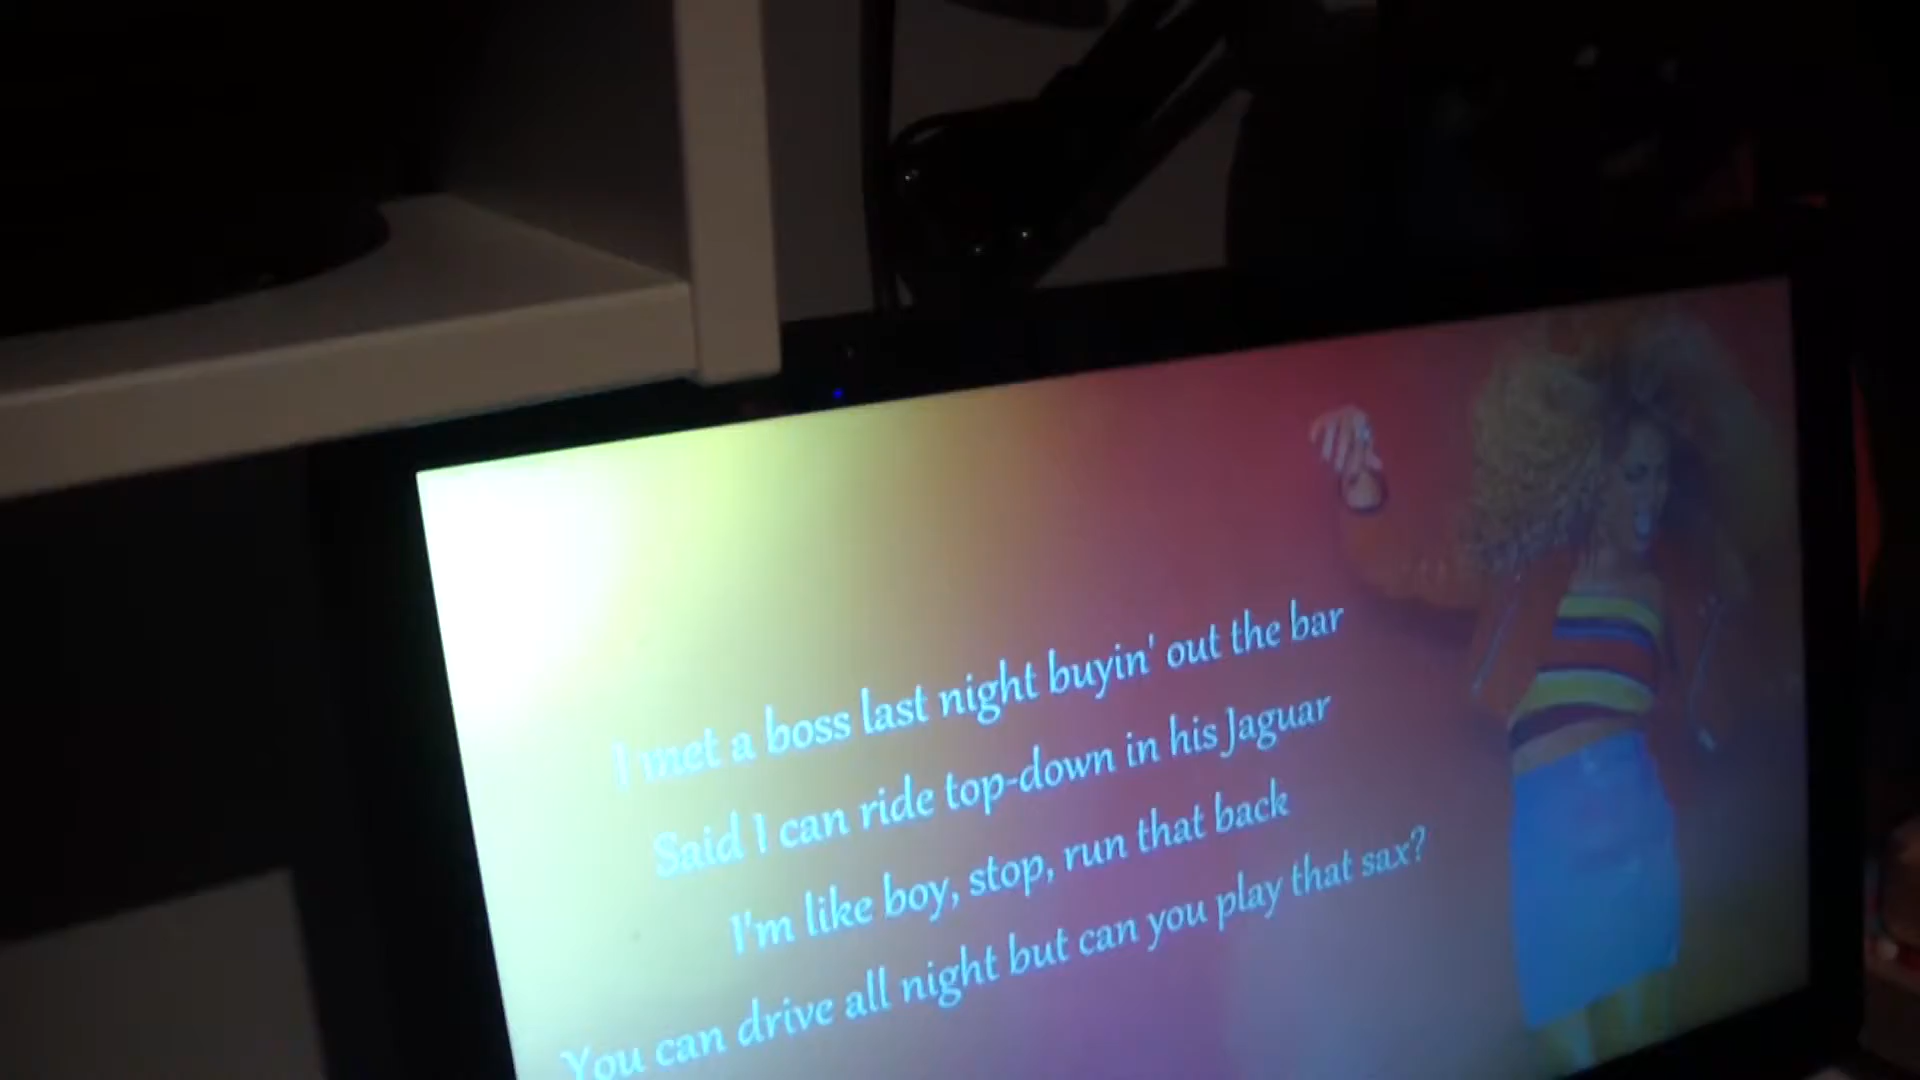 I met a boss last night buyin' out the bar
Said I can ride top-down in his Jaguar
I'm like boy, stop, run that back
You can drive all night but can you play that sax?